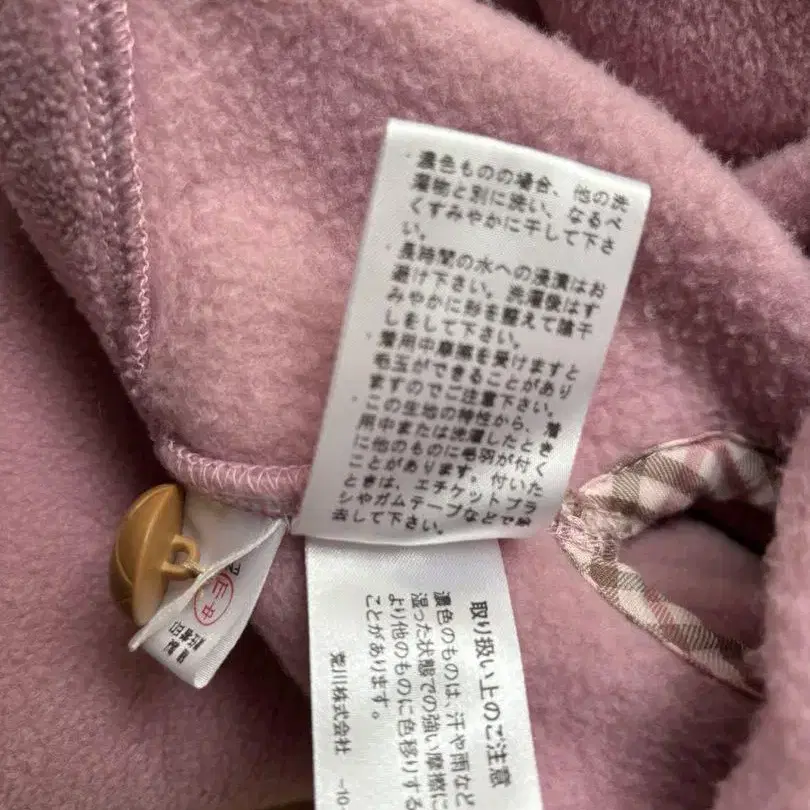 ・濃色ものの場合、他の洗
濯物と別に洗い、なるべ
くすみやかに干して下さ
い。
・長時間の水への浸漬はお
避け下さい。洗濯後はす
みやかに形を整えて陰干
しをして下さい。
・着用中摩擦を受けますと
毛玉ができることがあり
ますのでご注意下さい。
・この生地の特性から、着
用中または洗濯したとき
に他のものに毛羽が付く
ことがあります。付いた
ときは、エチケットブラ
シやガムテープなどで除
去して下さい。
取り扱い上のご注意
濃色のものは、汗や雨など
湿った状態での強い摩擦に
より他のものに色移りする
ことがあります。
荒川株式会社
-10-